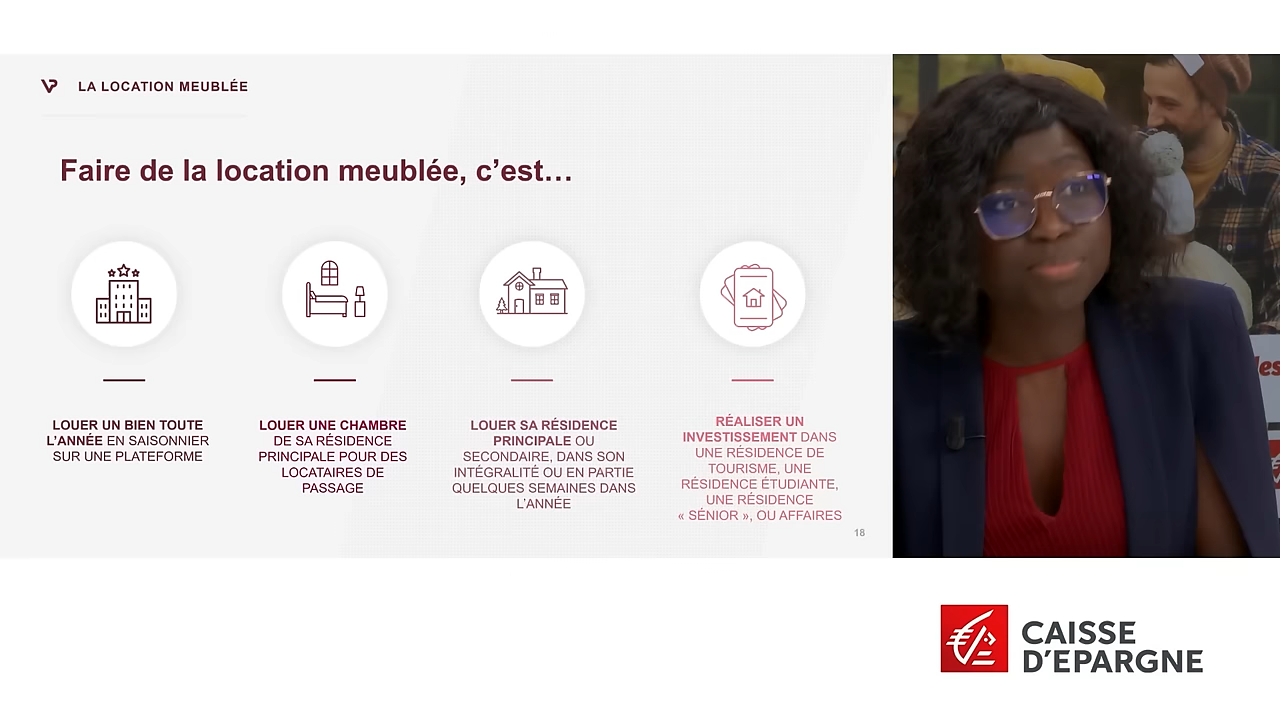 LA LOCATION MEUBLÉE
Faire de la location meublée, c’est…
LOUER UN BIEN TOUTE
L’ANNÉE EN SAISONNIER
SUR UNE PLATEFORME
LOUER UNE CHAMBRE
DE SA RÉSIDENCE
PRINCIPALE POUR DES
LOCATAIRES DE
PASSAGE
LOUER SA RÉSIDENCE
PRINCIPALE OU
SECONDAIRE, DANS SON
INTÉGRALITÉ OU EN PARTIE
QUELQUES SEMAINES DANS
L’ANNÉE
RÉALISER UN
INVESTISSEMENT DANS
UNE RÉSIDENCE DE
TOURISME, UNE
RÉSIDENCE ÉTUDIANTE,
UNE RÉSIDENCE
« SÉNIOR », OU AFFAIRES
18
CAISSE
D’EPARGNE